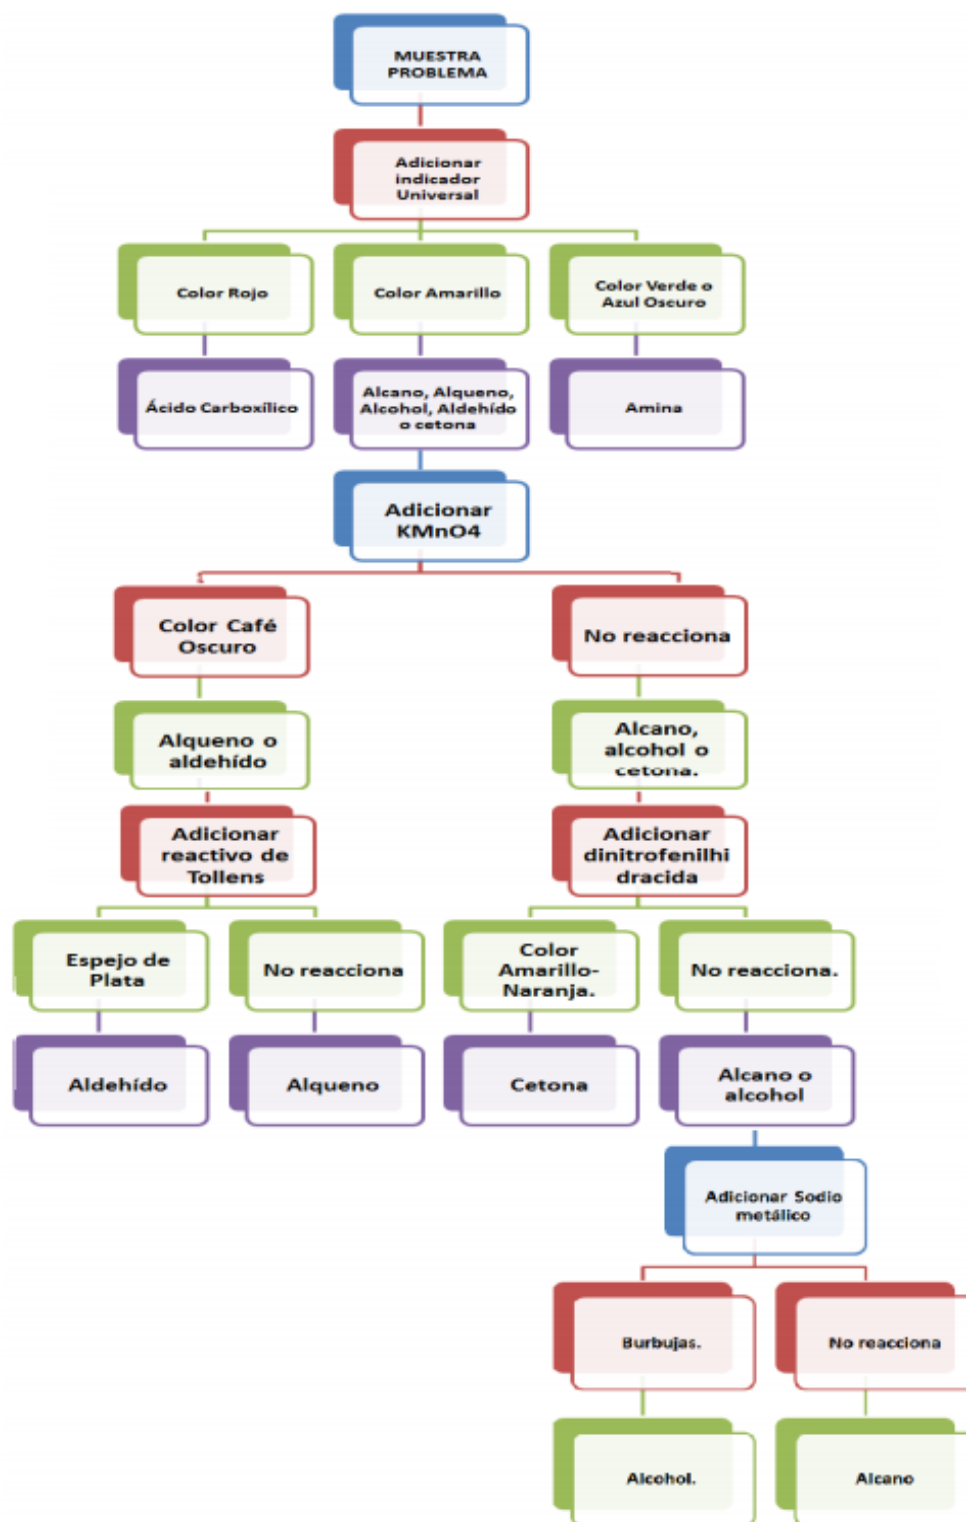 MUESTRA
PROBLEMA
Adicionar
indicador
Universal
Color Rojo
Color Amarillo
Color Verde o
Azul Oscuro
Ácido Carboxílico
Alcano, Alqueno,
Alcohol, Aldehído
o cetona
Amina
Adicionar
KMnO4
Color Café
Oscuro
No reacciona
Alqueno o
aldehído
Alcano,
alcohol o
cetona.
Adicionar
reactivo de
Tollens
Adicionar
dinitrofenilhi
dracida
Espejo de
Plata
No reacciona
Color
Amarillo-
Naranja.
No reacciona.
Aldehído
Alqueno
Cetona
Alcano o
alcohol
Adicionar Sodio
metálico
Burbujas.
No reacciona
Alcohol.
Alcano